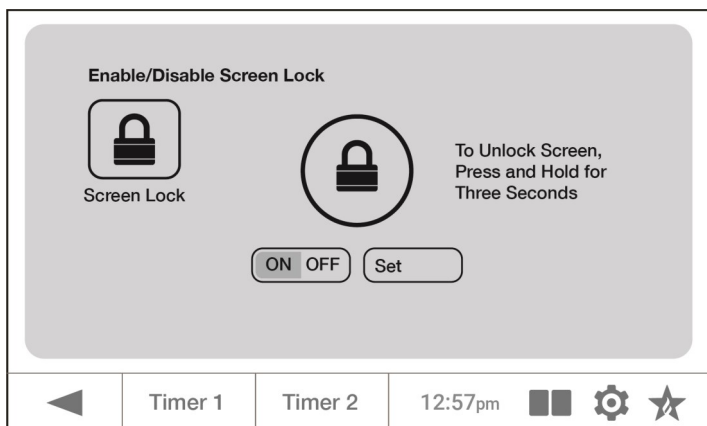 Enable/Disable Screen Lock
Screen Lock
To Unlock Screen,
Press and Hold for
Three Seconds
ON OFF
Set
Timer 1
Timer 2
12:57pm